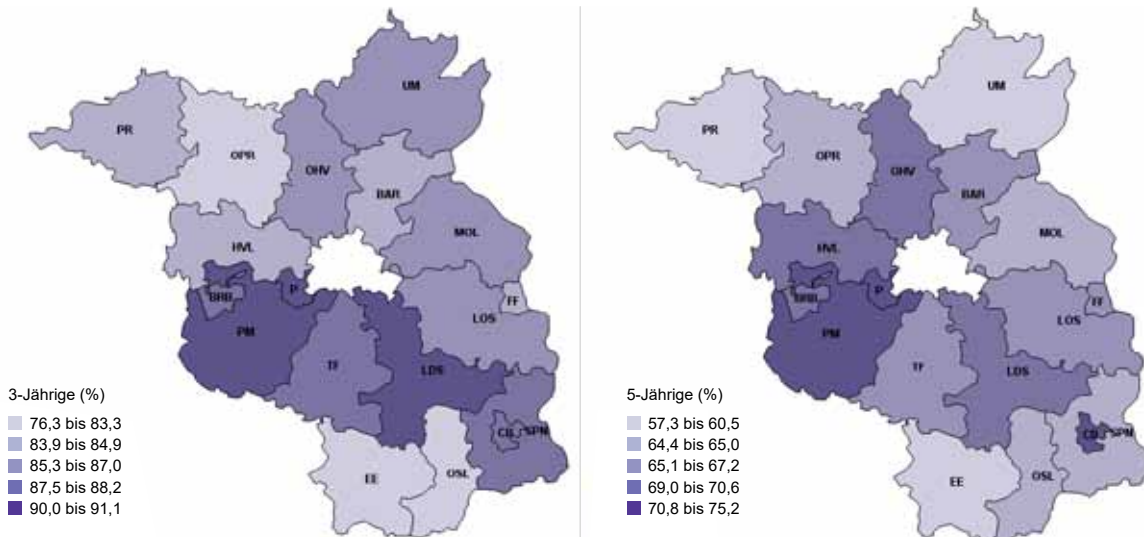 UM
PR
OPR
OHV
BAR
HVL
MOL
BRB
P
FF
LOS
PM
TF
LDS
CB
SPN
EE
OSL
3-Jährige (%)
76,3 bis 83,3
83,9 bis 84,9
85,3 bis 87,0
87,5 bis 88,2
90,0 bis 91,1
UM
PR
OPR
OHV
BAR
HVL
MOL
BRB
P
FF
LOS
PM
TF
LDS
CB
SPN
EE
OSL
5-Jährige (%)
57,3 bis 60,5
64,4 bis 65,0
65,1 bis 67,2
69,0 bis 70,6
70,8 bis 75,2